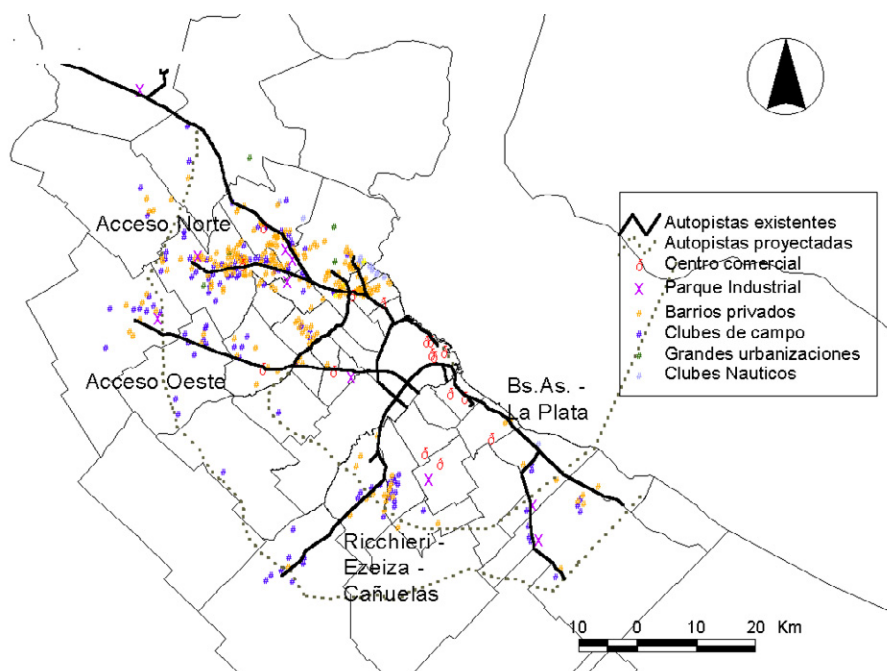 Acceso Norte
Acceso Oeste
Bs.As. -
La Plata
Ricchieri -
Ezeiza -
Cañuelas
Autopistas existentes
Autopistas proyectadas
Centro comercial
Parque Industrial
Barrios privados
Clubes de campo
Grandes urbanizaciones
Clubes Nauticos
10 0 10 20 Km